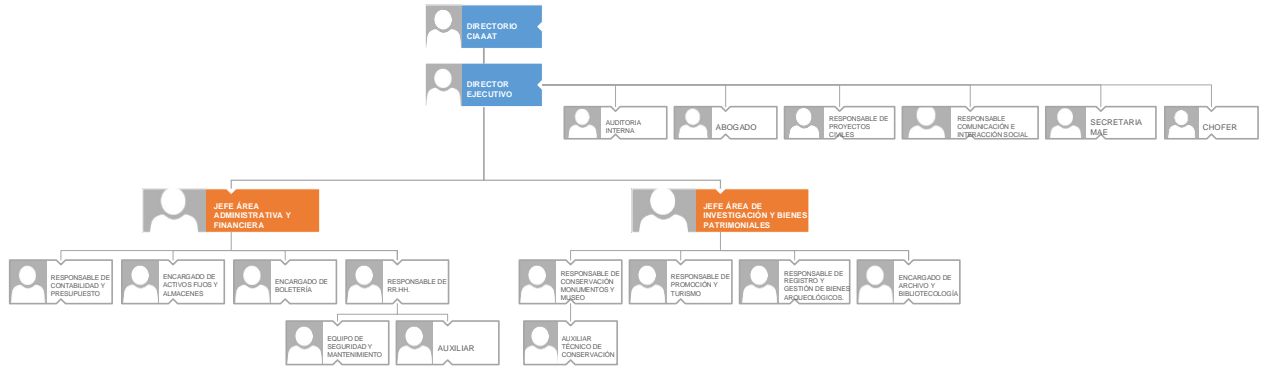 DIRECTORIO
CIAAAT
DIRECTOR
EJECUTIVO
AUDITORIA
INTERNA
ABOGADO
RESPONSABLE DE
PROYECTOS
CIVILES
RESPONSABLE
COMUNICACIÓN E
INTERACCIÓN SOCIAL
SECRETARIA
MAE
CHOFER
JEFE ÁREA
ADMINISTRATIVA Y
FINANCIERA
JEFE ÁREA DE
INVESTIGACIÓN Y BIENES
PATRIMONIALES
RESPONSABLE DE
CONTABILIDAD Y
PRESUPUESTO
ENCARGADO DE
ACTIVOS FIJOS Y
ALMACENES
ENCARGADO DE
BOLETERÍA
RESPONSABLE DE
RR.HH.
RESPONSABLE DE
CONSERVACIÓN
MONUMENTOS Y
MUSEO
RESPONSABLE DE
PROMOCIÓN Y
TURISMO
RESPONSABLE DE
REGISTRO Y
GESTIÓN DE BIENES
ARQUEOLÓGICOS.
ENCARGADO DE
ARCHIVO Y
BIBLIOTECOLOGÍA
EQUIPO DE
SEGURIDAD Y
MANTENIMIENTO
AUXILIAR
AUXILIAR
TÉCNICO DE
CONSERVACIÓN